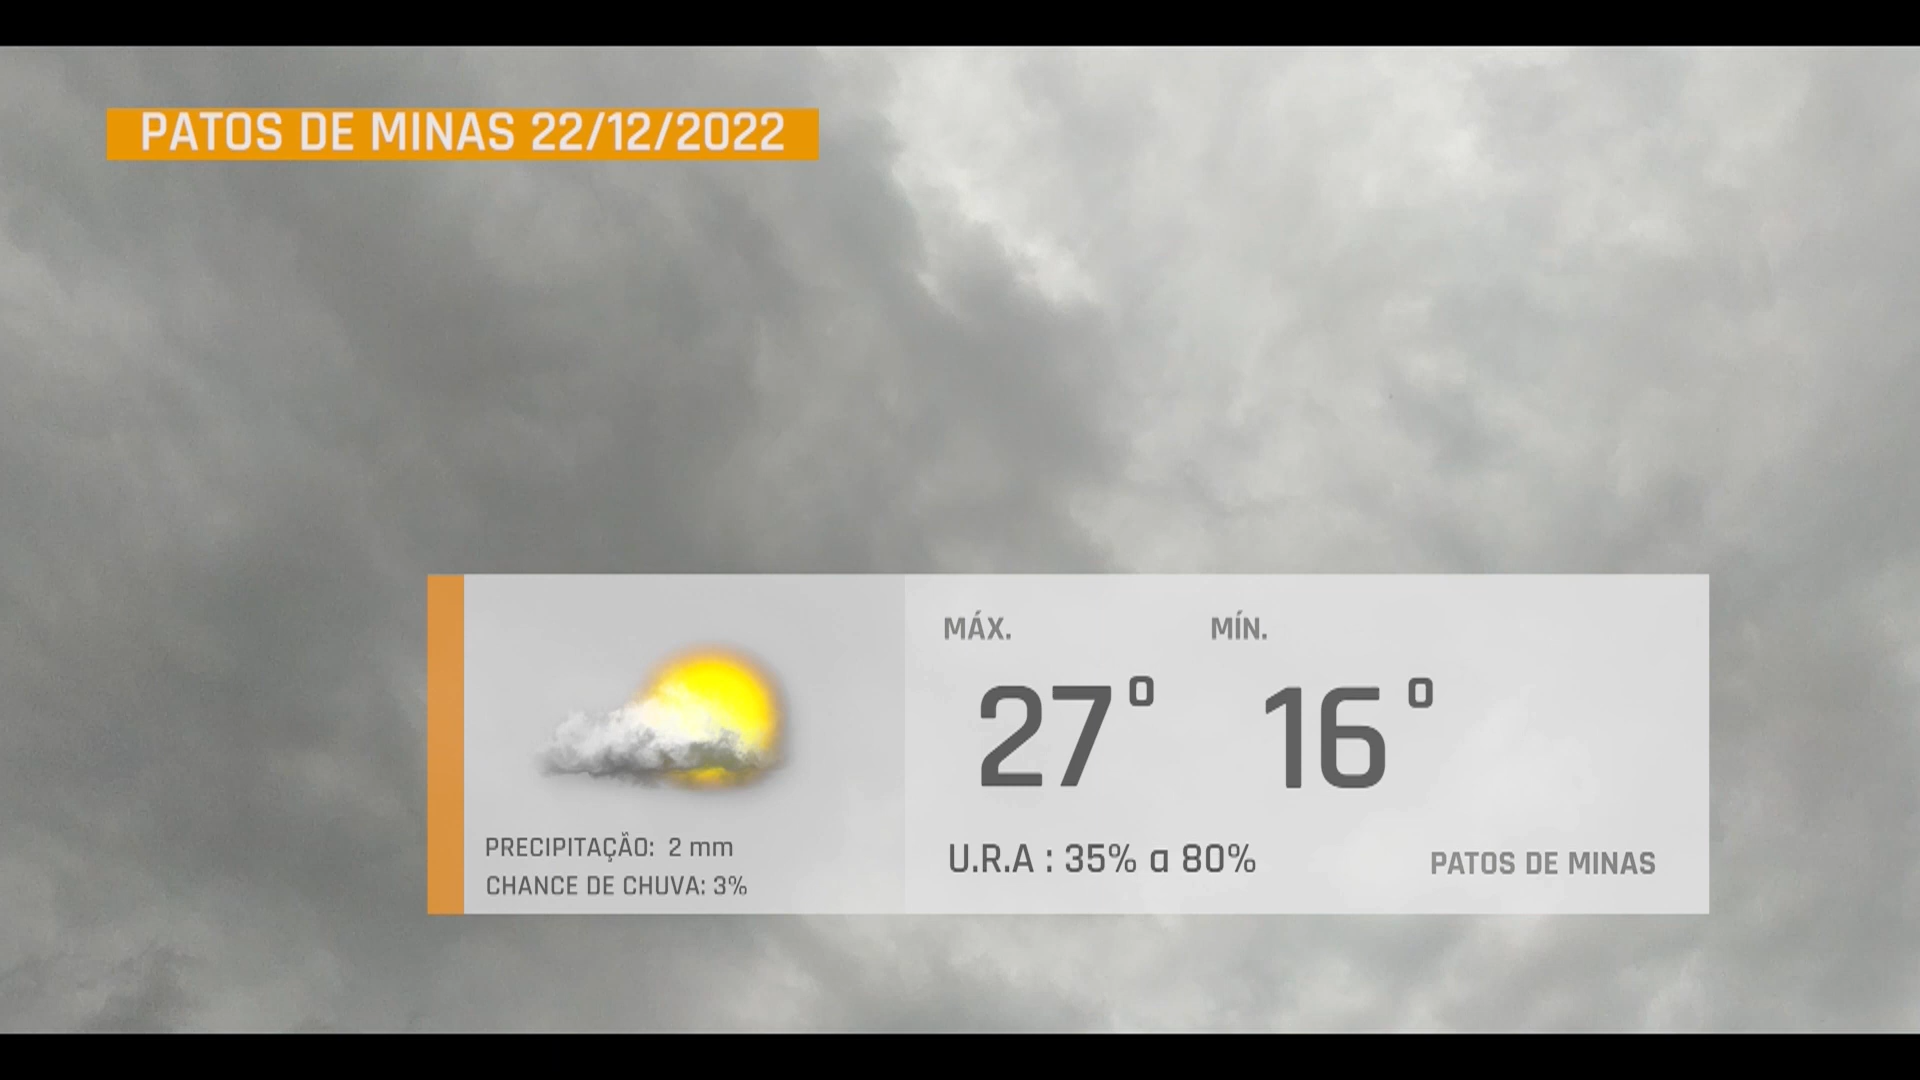 PATOS DE MINAS 22/12/2022
MÁX. MÍN.
27° 16°
PRECIPITAÇÃO: 2 mm
CHANCE DE CHUVA: 3%
U.R.A : 35% a 80%
PATOS DE MINAS